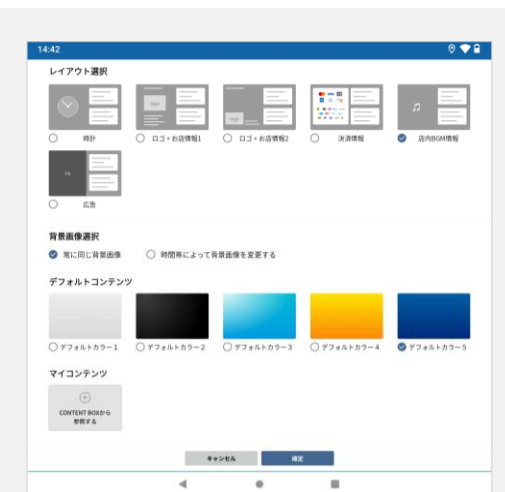 14:42
レイアウト選択
時計
ロゴ・お店情報1
ロゴ・お店情報2
決済情報
店内BGM情報
広告
背景画像選択
常に同じ背景画像
時間帯によって背景画像を変更する
デフォルトコンテンツ
デフォルトカラー1
デフォルトカラー2
デフォルトカラー3
デフォルトカラー4
デフォルトカラー5
マイコンテンツ
CONTENT BOXから
参照する
キャンセル
確定